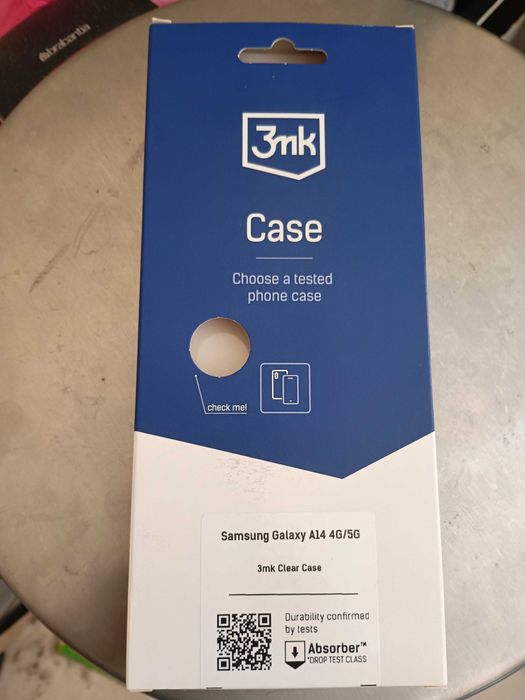 brabantia
3mk
Case
Choose a tested
phone case
check me!
Samsung Galaxy A14 4G/5G
3mk Clear Case
Durability confirmed
by tests
Absorber™
*DROP TEST CLASS